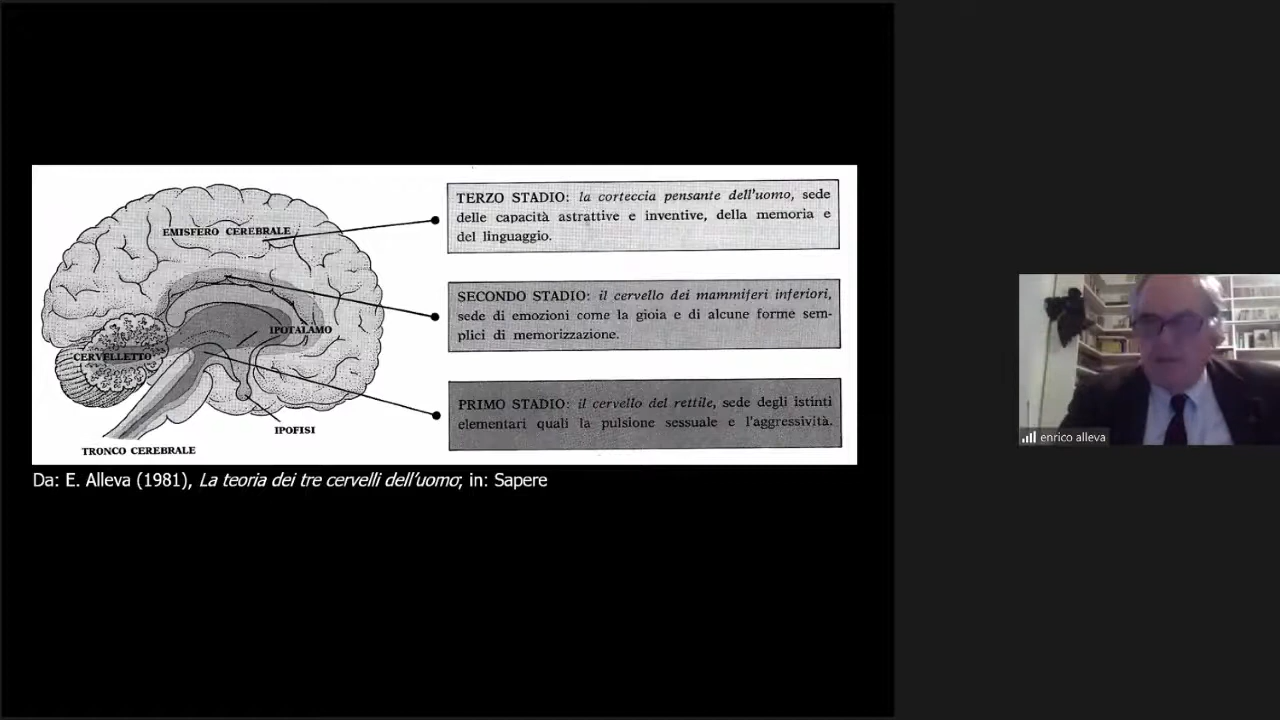 EMISFERO CEREBRALE
IPOTALAMO
CERVELLETTO
IPOFISI
TRONCO CEREBRALE
TERZO STADIO: la corteccia pensante dell'uomo, sede
delle capacità astrattive e inventive, della memoria e
del linguaggio.
SECONDO STADIO: il cervello dei mammiferi inferiori,
sede di emozioni come la gioia e di alcune forme sem-
plici di memorizzazione.
PRIMO STADIO: il cervello del rettile, sede degli istinti
elementari quali la pulsione sessuale e l'aggressività.
Da: E. Alleva (1981), La teoria dei tre cervelli dell'uomo, in: Sapere
enrico alleva